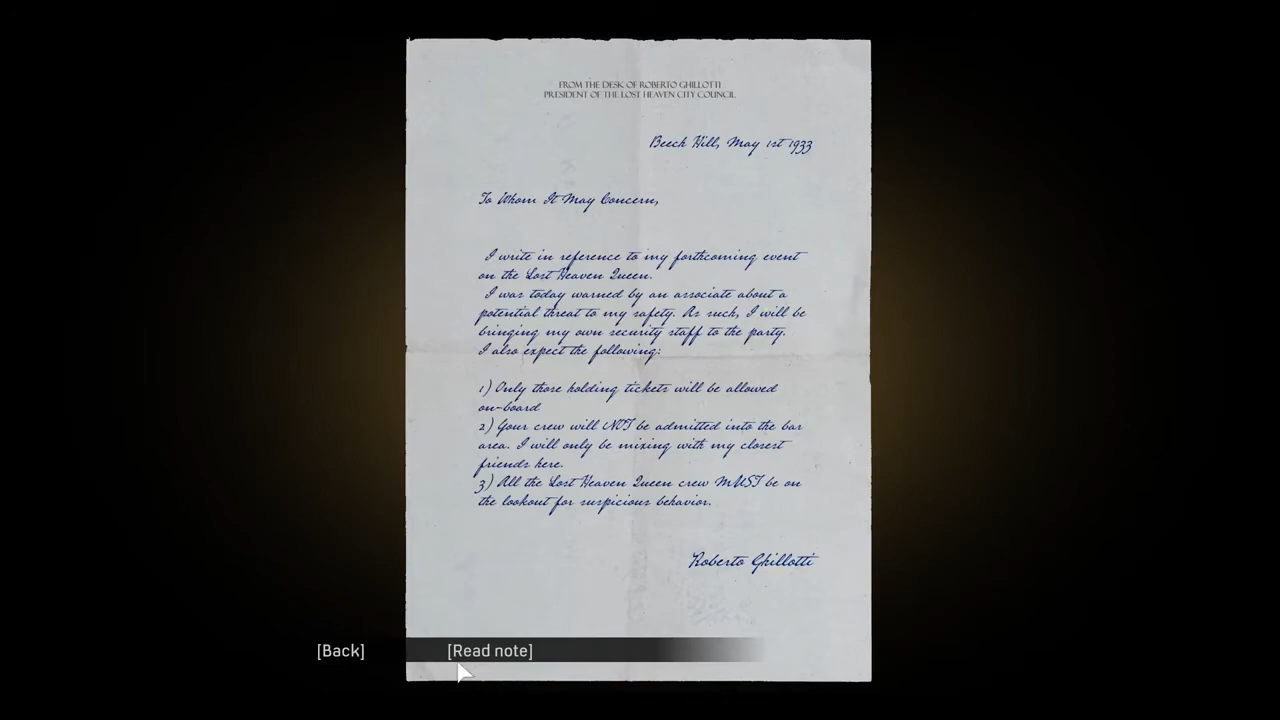 FROM THE DESK OF ROBERTO GHILLOTTI
PRESIDENT OF THE LOST HEAVEN CITY COUNCIL
Beech Hill, May 1st 1933
To Whom It May Concern,
I write in reference to my forthcoming event
on the Lost Heaven Queen.
I was today warned by an associate about a
potential threat to my safety. As such, I will be
bringing my own security staff to the party.
I also expect the following:
1) Only those holding tickets will be allowed
on-board
2) Your crew will NOT be admitted into the bar
area. I will only be mixing with my closest
friends here.
3) All the Lost Heaven Queen crew MUST be on
the lookout for suspicious behavior.
Roberto Ghillotti
[Back] [Read note]